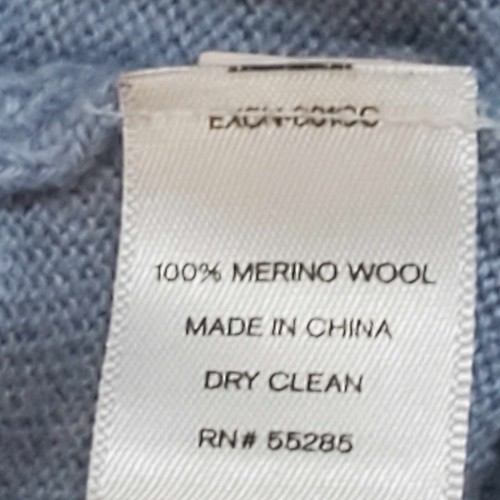 100% MERINO WOOL
MADE IN CHINA
DRY CLEAN
RN# 55285